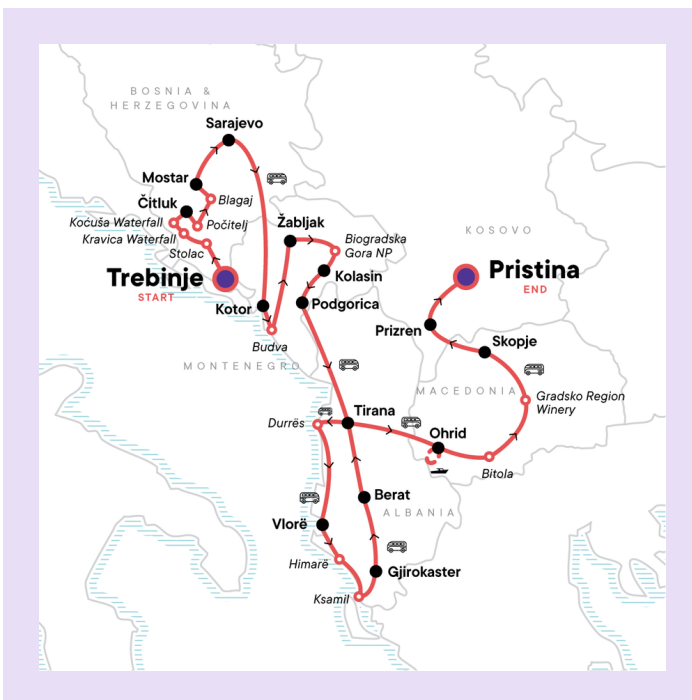 BOSNIA &
HERZEGOVINA
Sarajevo
Mostar
Blagaj
Čitluk
Koćuša Waterfall
Počitelj
Kravica Waterfall
Stolac
Trebinje
START
Žabljak
Biogradska
Gora NP
Kolasin
Kotor
Podgorica
Budva
MONTENEGRO
KOSOVO
Pristina
END
Prizren
Skopje
MACEDONIA
Gradsko Region
Winery
Tirana
Durrës
Ohrid
Bitola
Berat
ALBANIA
Vlorë
Himarë
Gjirokaster
Ksamil